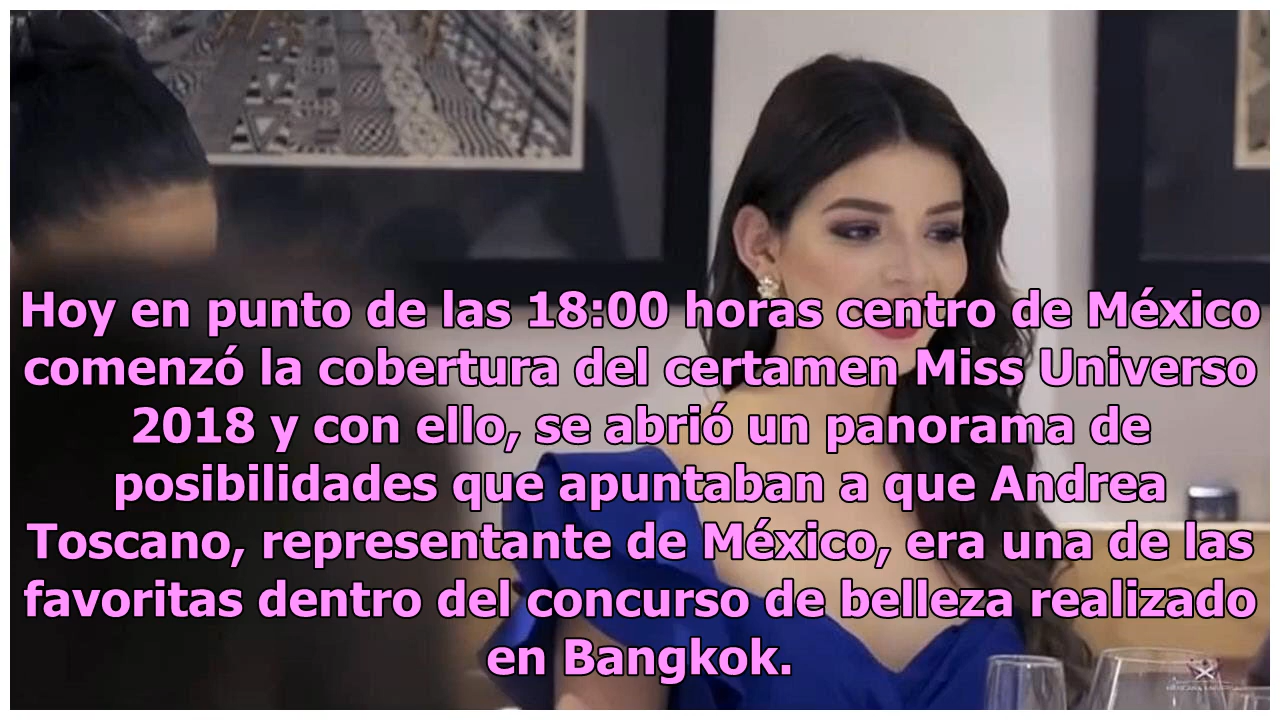 Hoy en punto de las 18:00 horas centro de México
comenzó la cobertura del certamen Miss Universo
2018 y con ello, se abrió un panorama de
posibilidades que apuntaban a que Andrea
Toscano, representante de México, era una de las
favoritas dentro del concurso de belleza realizado
en Bangkok.